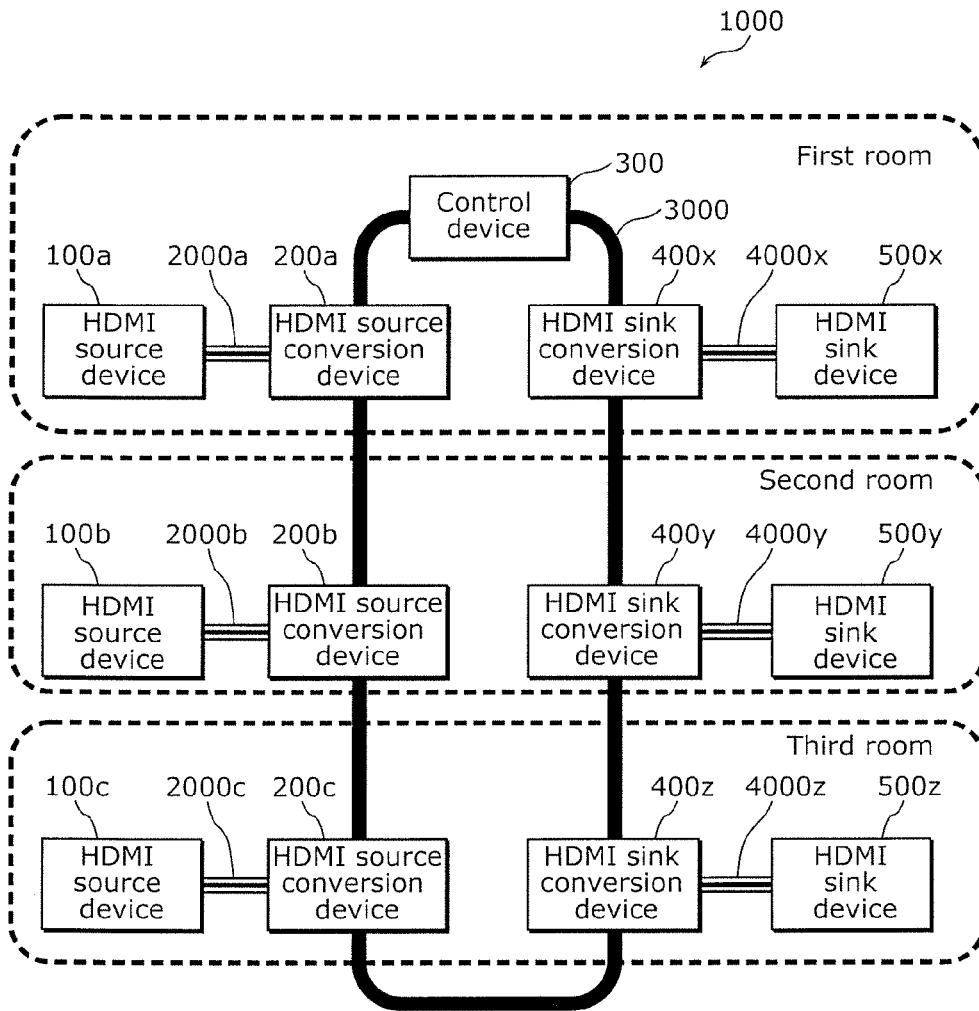 1000
First room
300
Control
device
3000
100a
2000a
200a
400x
4000x
500x
HDMI
source
device
HDMI source
conversion
device
HDMI sink
conversion
device
HDMI
sink
device
Second room
100b
2000b
200b
400y
4000y
500y
HDMI
source
device
HDMI source
conversion
device
HDMI sink
conversion
device
HDMI
sink
device
Third room
100c
2000c
200c
400z
4000z
500z
HDMI
source
device
HDMI source
conversion
device
HDMI sink
conversion
device
HDMI
sink
device